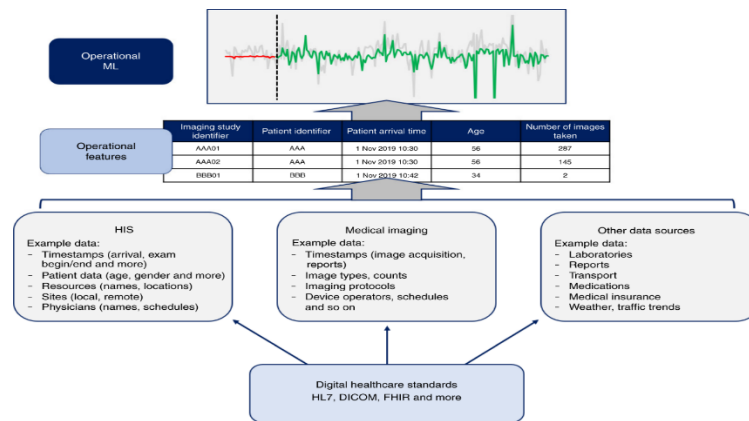 Operational
ML
Operational
features
Imaging study identifier | Patient identifier | Patient arrival time | Age | Number of images taken
AAA01 | AAA | 1 Nov 2019 10:30 | 56 | 287
AAA02 | AAA | 1 Nov 2019 10:30 | 56 | 145
BBB01 | BBB | 1 Nov 2019 10:42 | 34 | 2
HIS
Example data:
- Timestamps (arrival, exam
begin/end and more)
- Patient data (age, gender and more)
- Resources (names, locations)
- Sites (local, remote)
- Physicians (names, schedules)
Medical imaging
Example data:
- Timestamps (image acquisition,
reports)
- Image types, counts
- Imaging protocols
- Device operators, schedules
and so on
Other data sources
Example data:
- Laboratories
- Reports
- Transport
- Medications
- Medical insurance
- Weather, traffic trends
Digital healthcare standards
HL7, DICOM, FHIR and more